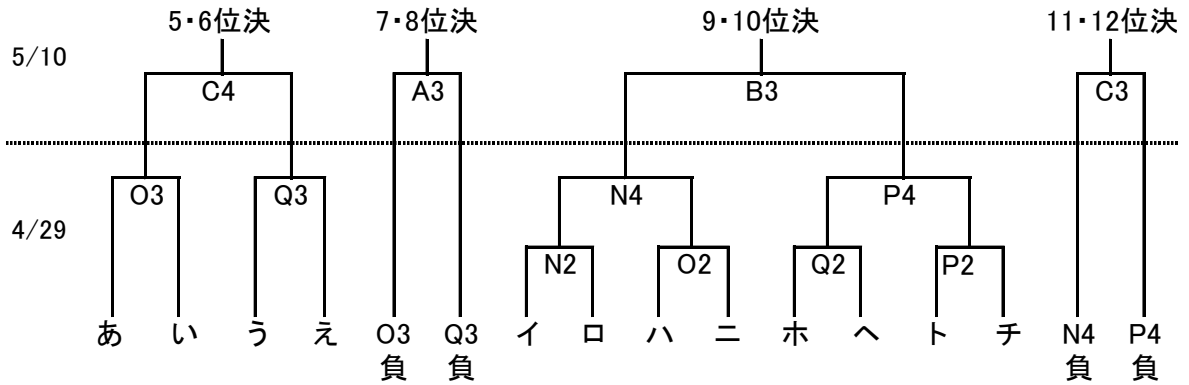 5・6位決 7・8位決 9・10位決 11・12位決
5/10
C4 A3 B3 C3
O3 Q3 N4 P4
4/29
N2 O2 Q2 P2
あ い う え O3 Q3 イ ロ ハ ニ ホ ヘ ト チ N4 P4
負 負 負 負